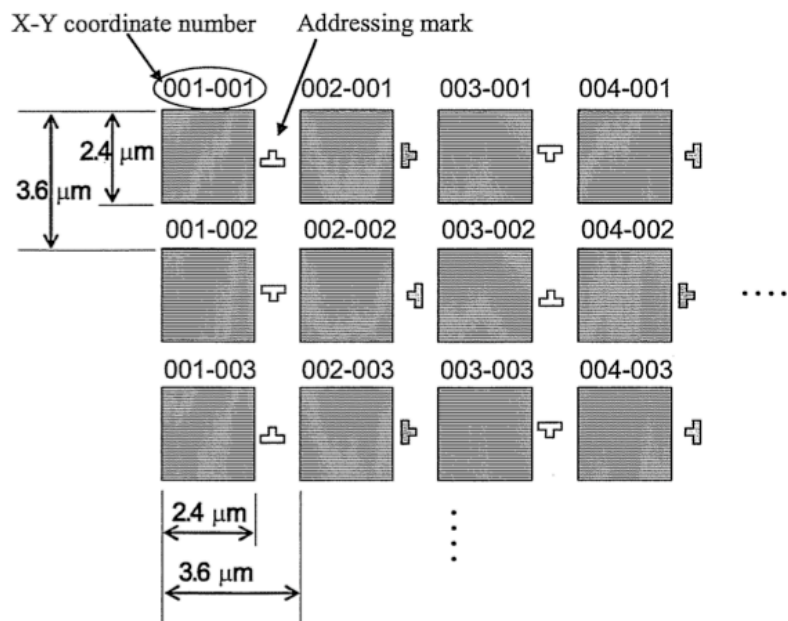 X-Y coordinate number
Addressing mark
001-001 002-001 003-001 004-001
2.4 μm
3.6 μm
001-002 002-002 003-002 004-002
001-003 002-003 003-003 004-003
2.4 μm
3.6 μm